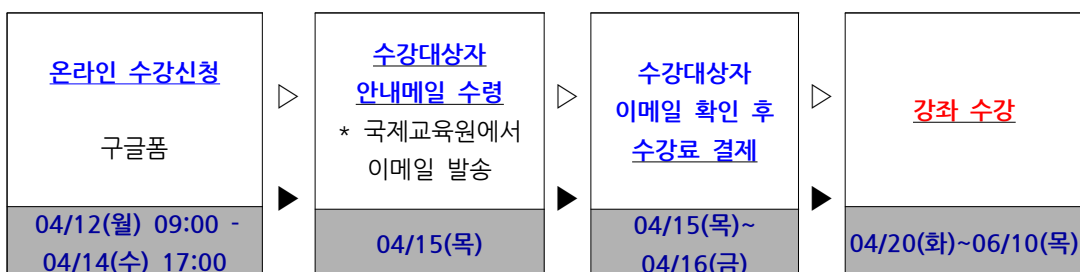 온라인 수강신청
구글폼
04/12(월) 09:00 -
04/14(수) 17:00
▷
▶
수강대상자
안내메일 수령
* 국제교육원에서
이메일 발송
04/15(목)
▷
▶
수강대상자
이메일 확인 후
수강료 결제
04/15(목)~
04/16(금)
▷
▶
강좌 수강
04/20(화)~06/10(목)